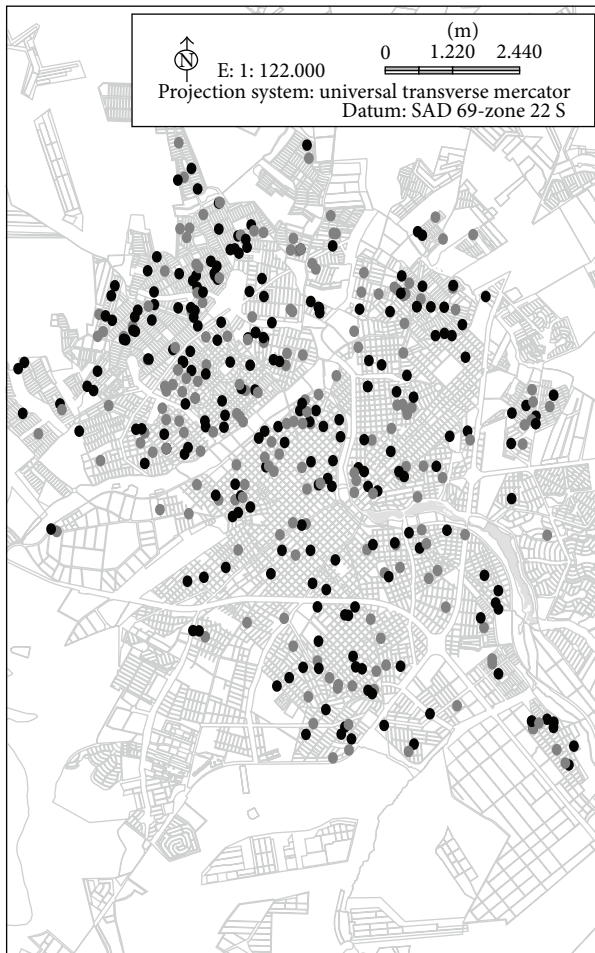 (m)
N
0 1.220 2.440
E: 1: 122.000
Projection system: universal transverse mercator
Datum: SAD 69-zone 22 S